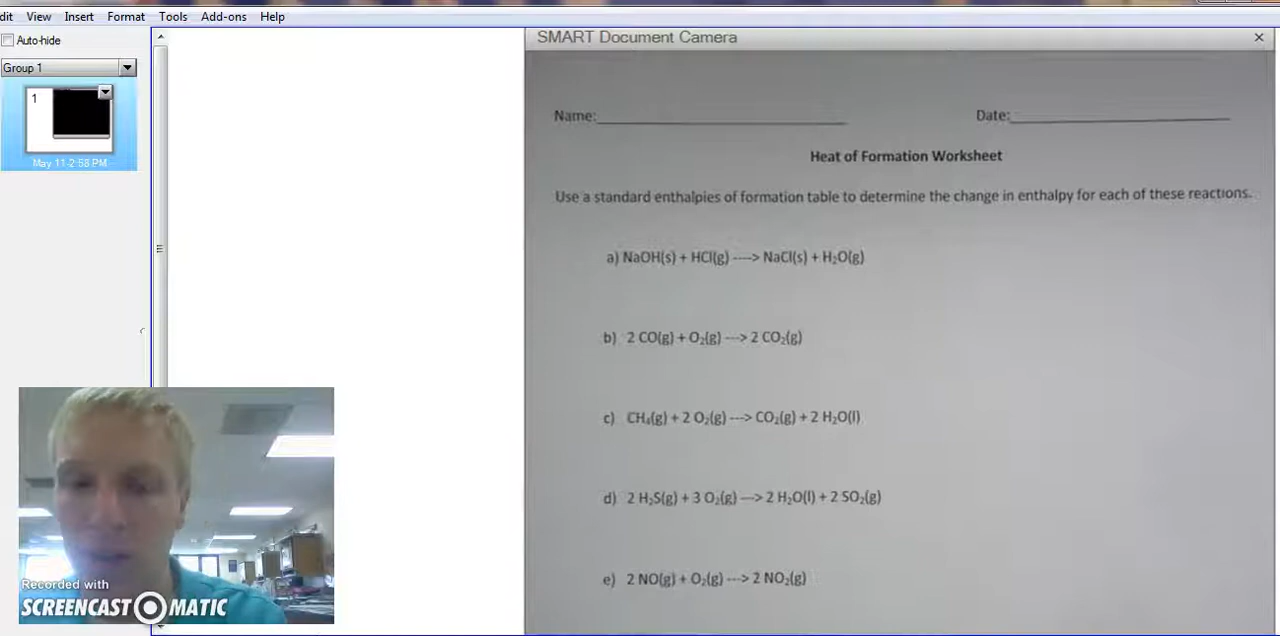 dit View Insert Format Tools Add-ons Help
Auto-hide
Group 1
1
May 11-2:58 PM
SMART Document Camera
Name: Date:
Heat of Formation Worksheet
Use a standard enthalpies of formation table to determine the change in enthalpy for each of these reactions.
a) NaOH(s) + HCl(g) ----> NaCl(s) + H₂O(g)
b) 2 CO(g) + O₂(g) ---> 2 CO₂(g)
c) CH₄(g) + 2 O₂(g) ---> CO₂(g) + 2 H₂O(l)
d) 2 H₂S(g) + 3 O₂(g) ---> 2 H₂O(l) + 2 SO₂(g)
e) 2 NO(g) + O₂(g) ---> 2 NO₂(g)
Recorded with
SCREENCAST MATIC